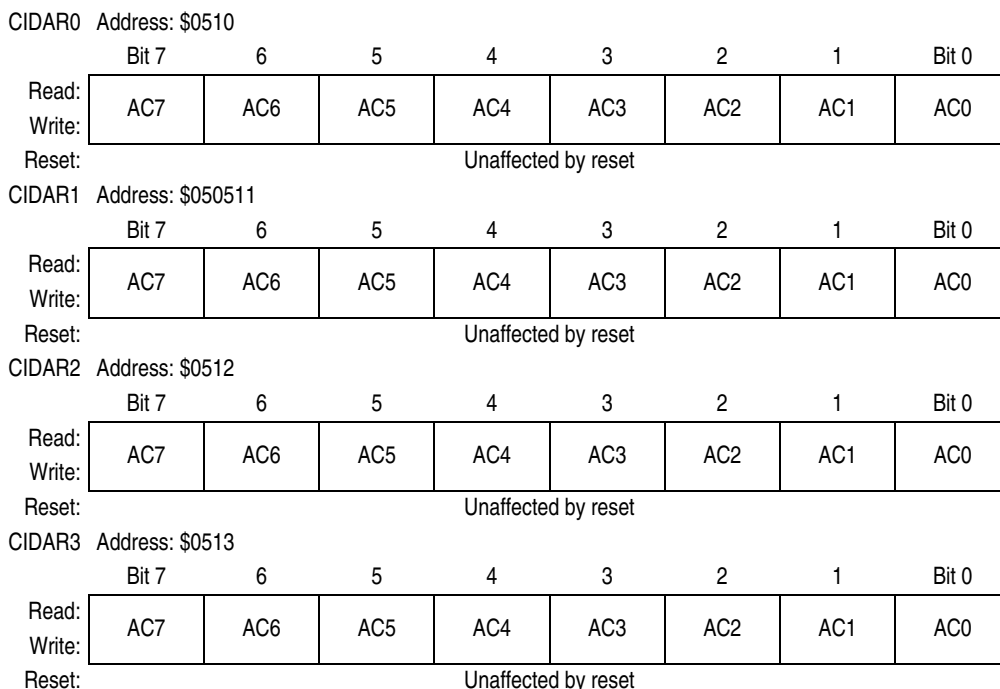 CIDAR0 Address: $0510
Bit 7 6 5 4 3 2 1 Bit 0
Read:
AC7 AC6 AC5 AC4 AC3 AC2 AC1 AC0
Write:
Reset: Unaffected by reset
CIDAR1 Address: $050511
Bit 7 6 5 4 3 2 1 Bit 0
Read:
AC7 AC6 AC5 AC4 AC3 AC2 AC1 AC0
Write:
Reset: Unaffected by reset
CIDAR2 Address: $0512
Bit 7 6 5 4 3 2 1 Bit 0
Read:
AC7 AC6 AC5 AC4 AC3 AC2 AC1 AC0
Write:
Reset: Unaffected by reset
CIDAR3 Address: $0513
Bit 7 6 5 4 3 2 1 Bit 0
Read:
AC7 AC6 AC5 AC4 AC3 AC2 AC1 AC0
Write:
Reset: Unaffected by reset